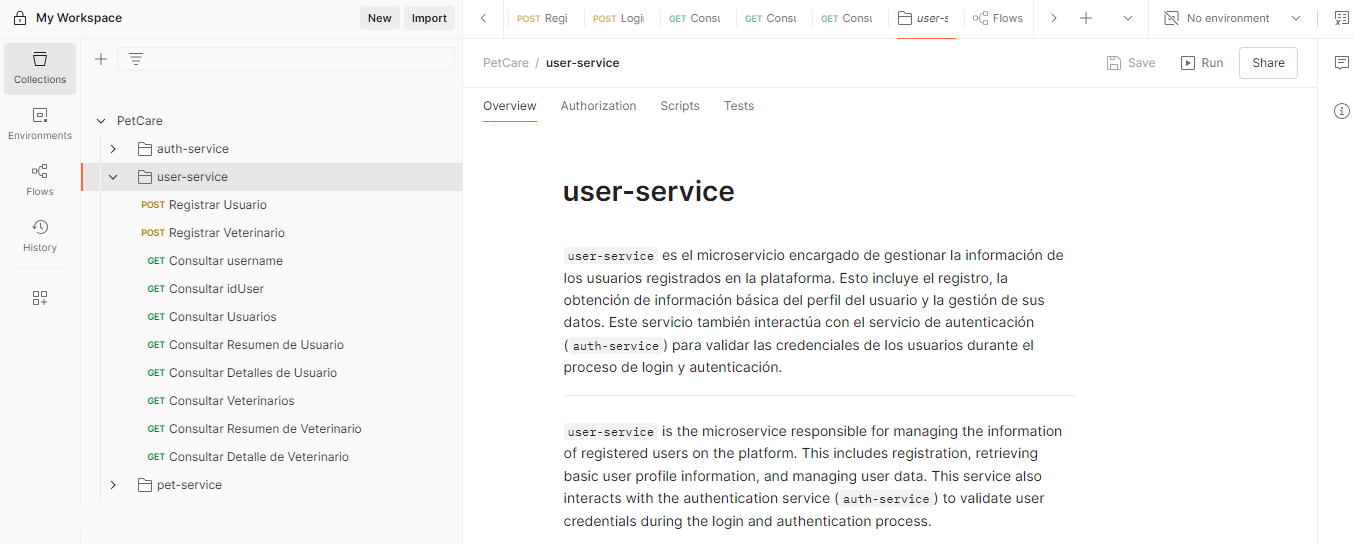 My Workspace
New
Import
POST Regi
POST Logi
GET Consu
GET Consu
GET Consu
user-s
Flows
No environment
Collections
Environments
Flows
History
PetCare
auth-service
user-service
POST Registrar Usuario
POST Registrar Veterinario
GET Consultar username
GET Consultar idUser
GET Consultar Usuarios
GET Consultar Resumen de Usuario
GET Consultar Detalles de Usuario
GET Consultar Veterinarios
GET Consultar Resumen de Veterinario
GET Consultar Detalle de Veterinario
pet-service
PetCare / user-service
Save
Run
Share
Overview
Authorization
Scripts
Tests
user-service
user-service es el microservicio encargado de gestionar la información de
los usuarios registrados en la plataforma. Esto incluye el registro, la
obtención de información básica del perfil del usuario y la gestión de sus
datos. Este servicio también interactúa con el servicio de autenticación
( auth-service ) para validar las credenciales de los usuarios durante el
proceso de login y autenticación.
user-service is the microservice responsible for managing the information
of registered users on the platform. This includes registration, retrieving
basic user profile information, and managing user data. This service also
interacts with the authentication service ( auth-service ) to validate user
credentials during the login and authentication process.